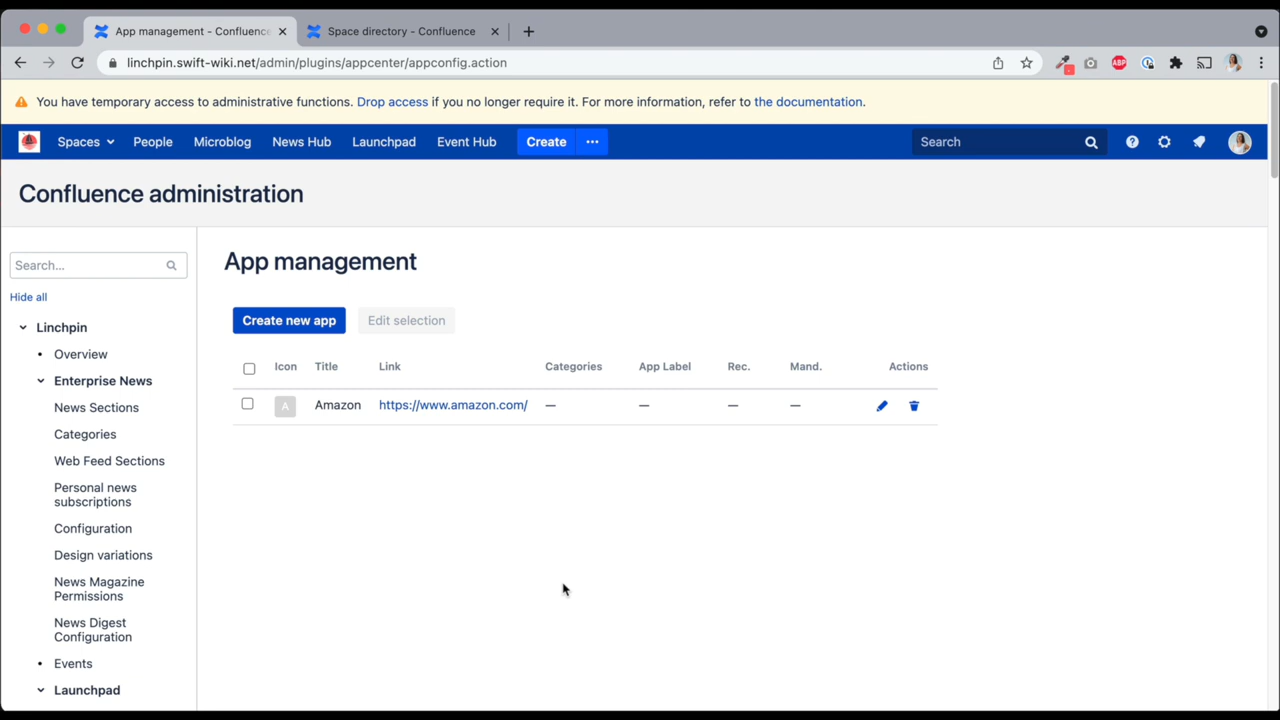 App management - Confluence
Space directory - Confluence
linchpin.swift-wiki.net/admin/plugins/appcenter/appconfig.action
ABP
You have temporary access to administrative functions. Drop access if you no longer require it. For more information, refer to the documentation.
Spaces People Microblog News Hub Launchpad Event Hub Create Search
Confluence administration
Search...
Hide all
Linchpin
Overview
Enterprise News
News Sections
Categories
Web Feed Sections
Personal news
subscriptions
Configuration
Design variations
News Magazine
Permissions
News Digest
Configuration
Events
Launchpad
App management
Create new app Edit selection
Icon Title Link Categories App Label Rec. Mand. Actions
A Amazon https://www.amazon.com/ — — — —